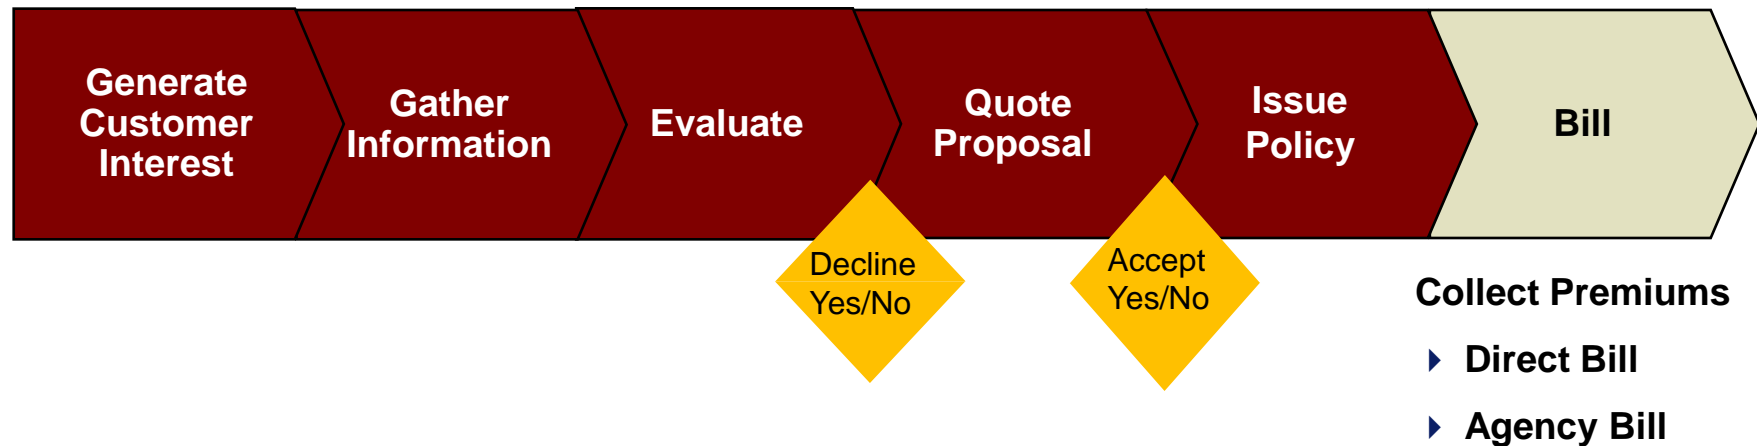 Generate
Customer
Interest
Gather
Information
Evaluate
Quote
Proposal
Issue
Policy
Bill
Decline
Yes/No
Accept
Yes/No
Collect Premiums
Direct Bill
Agency Bill